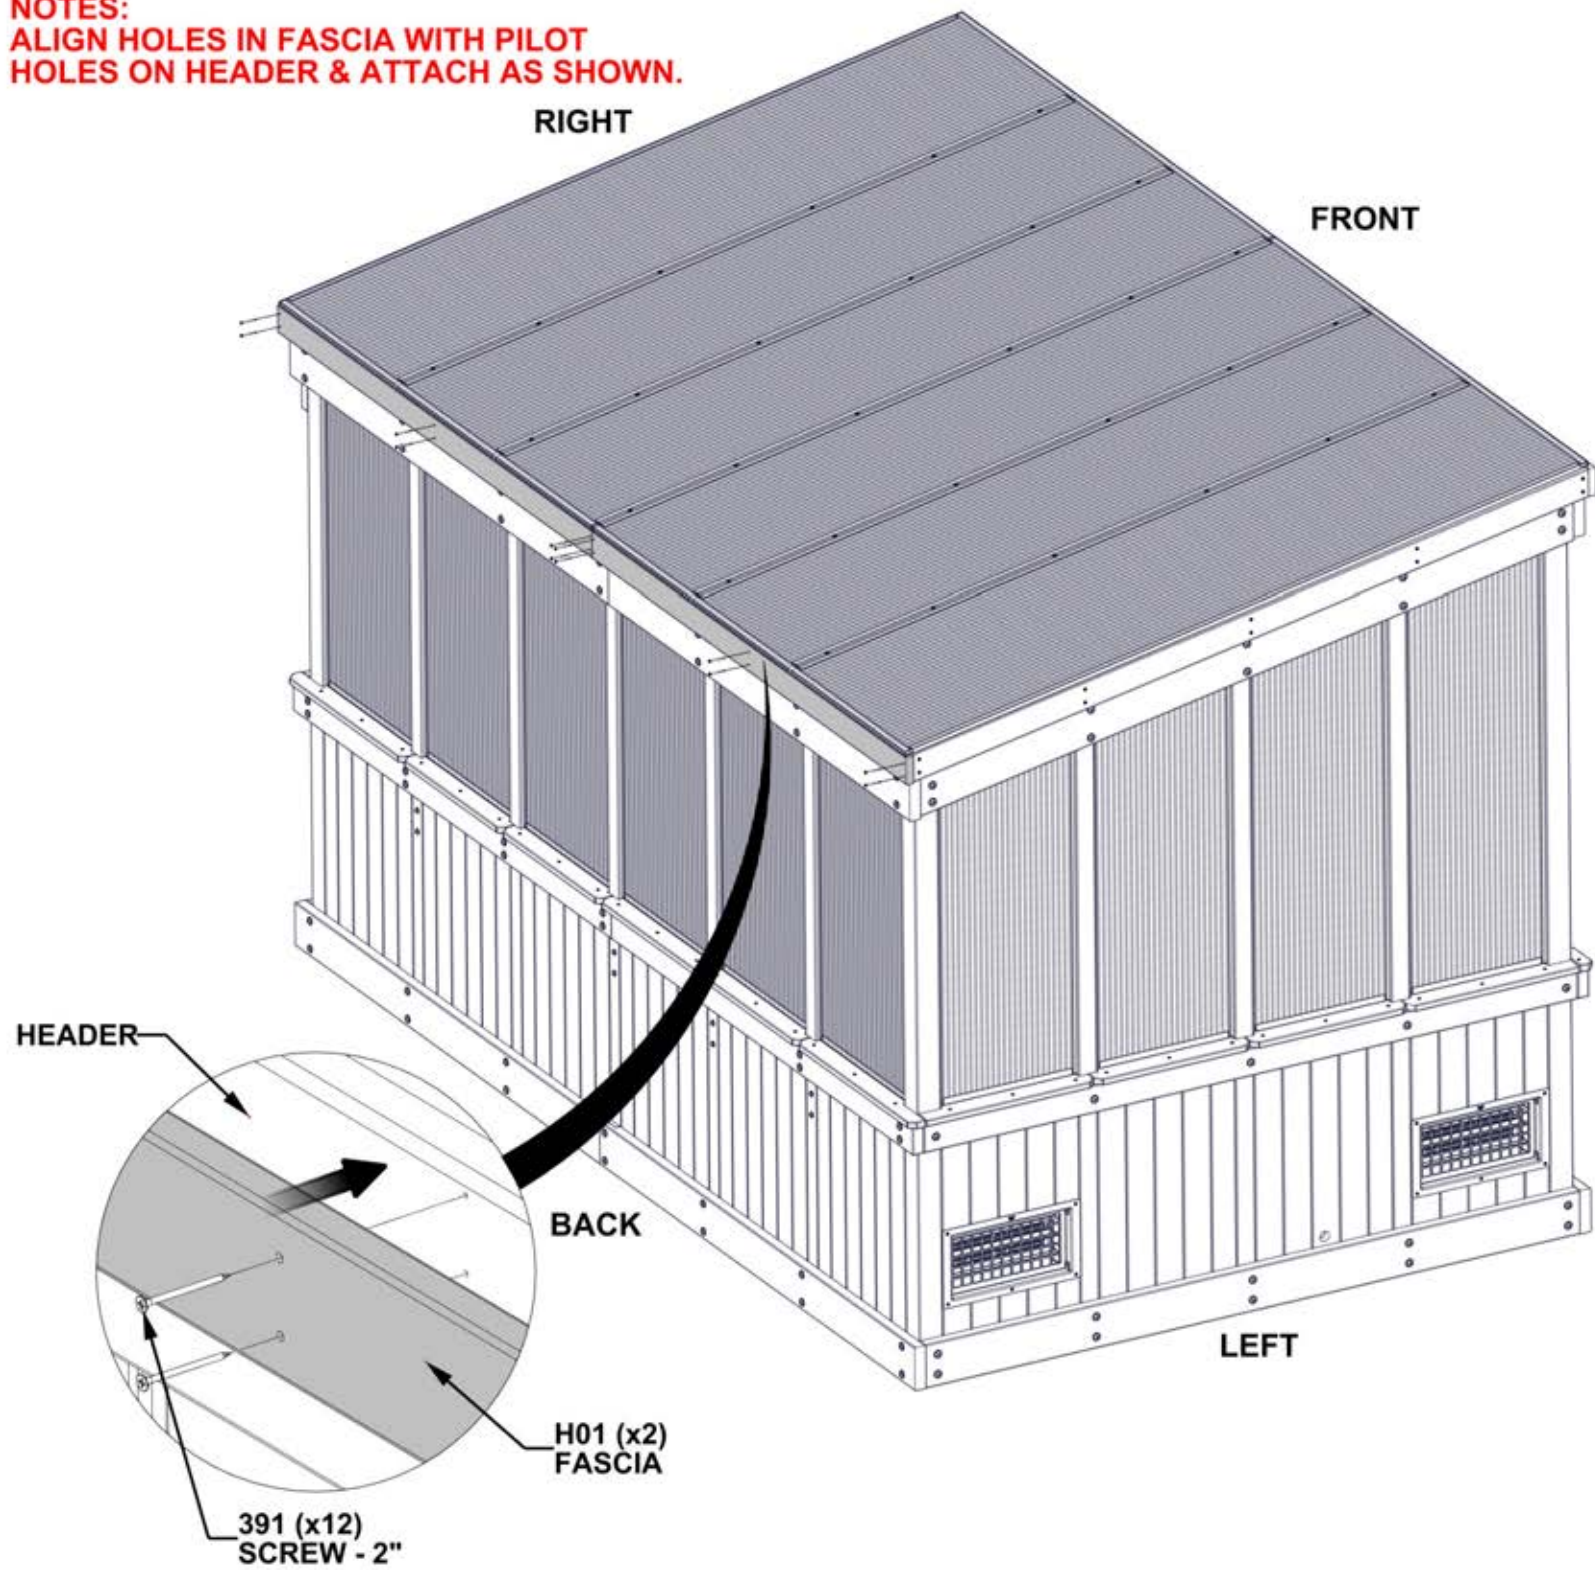 NOTES:
ALIGN HOLES IN FASCIA WITH PILOT
HOLES ON HEADER & ATTACH AS SHOWN.
RIGHT
FRONT
HEADER
BACK
LEFT
H01 (x2)
FASCIA
391 (x12)
SCREW - 2"